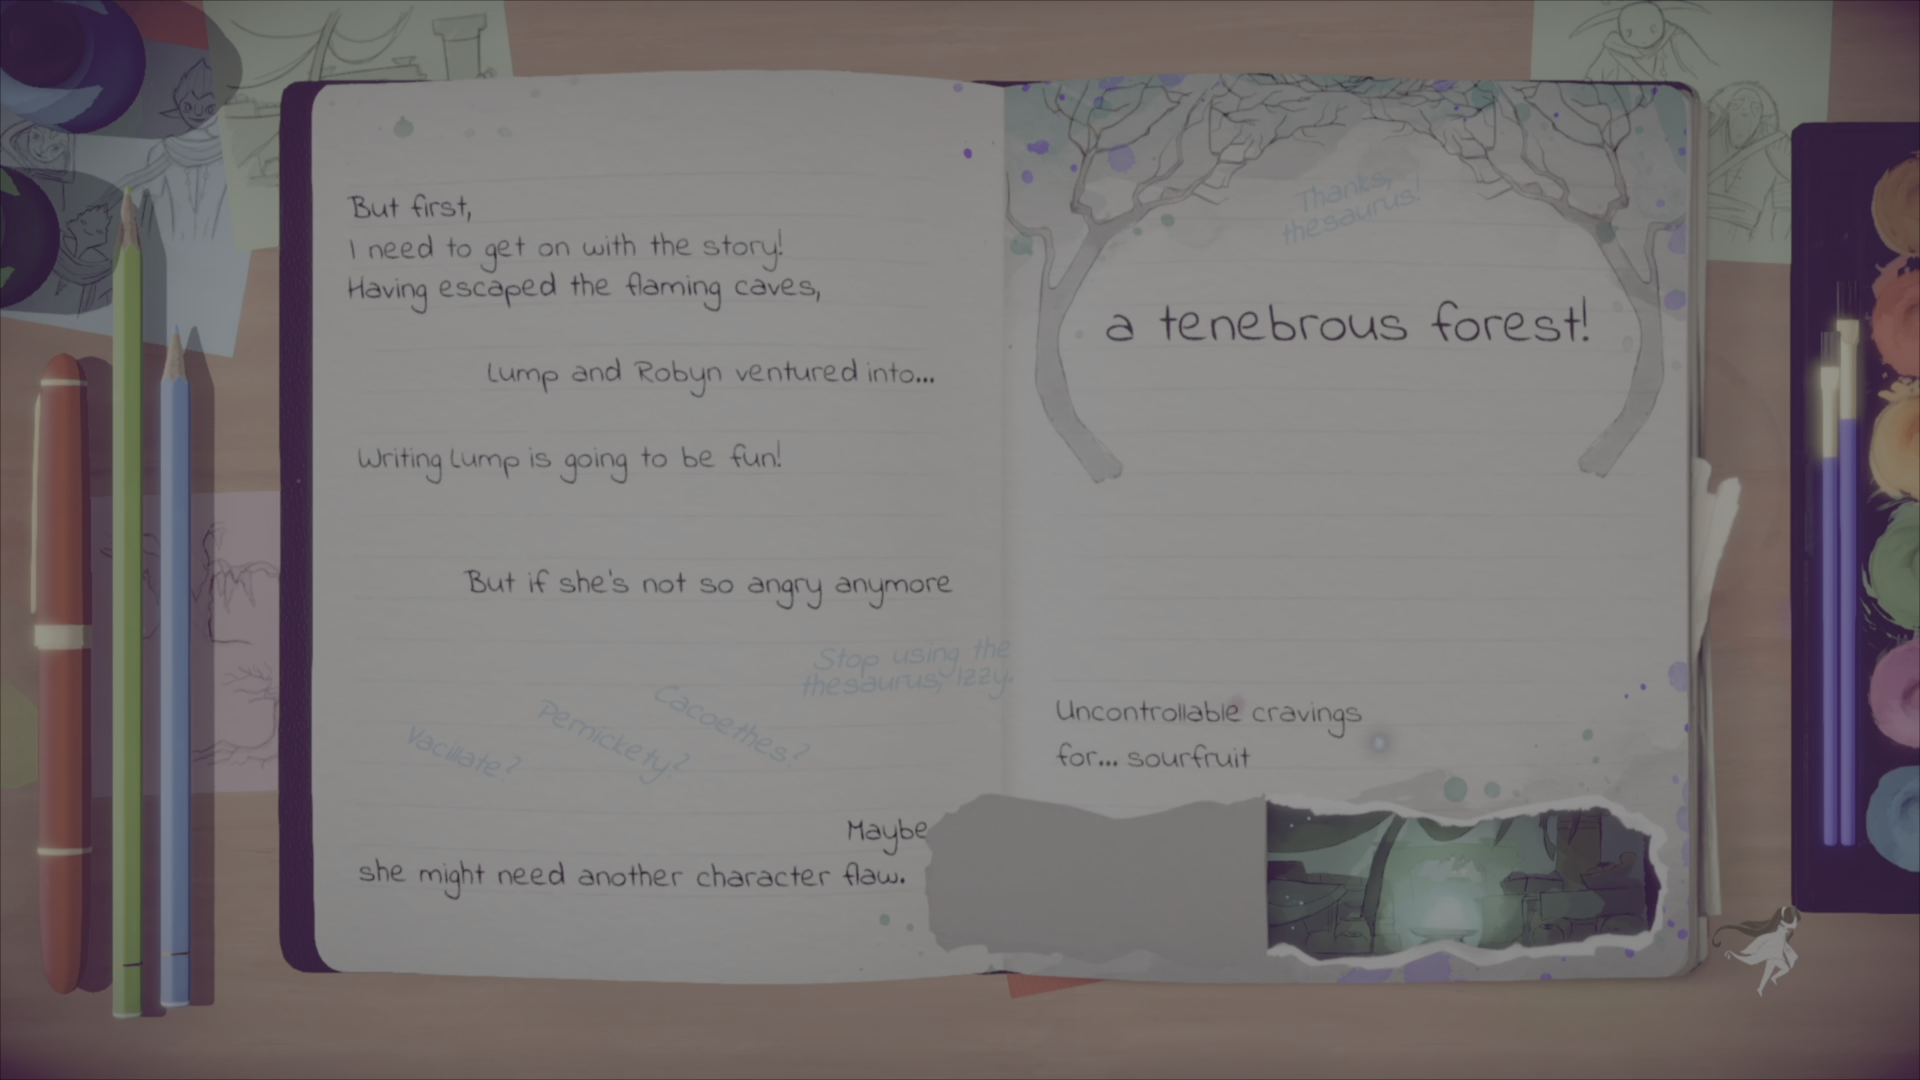 But first,
I need to get on with the story!
Having escaped the flaming caves,
Lump and Robyn ventured into...
Writing Lump is going to be fun!
But if she's not so angry anymore
Stop using the
thesaurus, Izzy.
Cacoethes?
Pernickety?
Vacillate?
Maybe
she might need another character flaw.
Thanks,
thesaurus!
a tenebrous forest!
Uncontrollable cravings
for... sourfruit